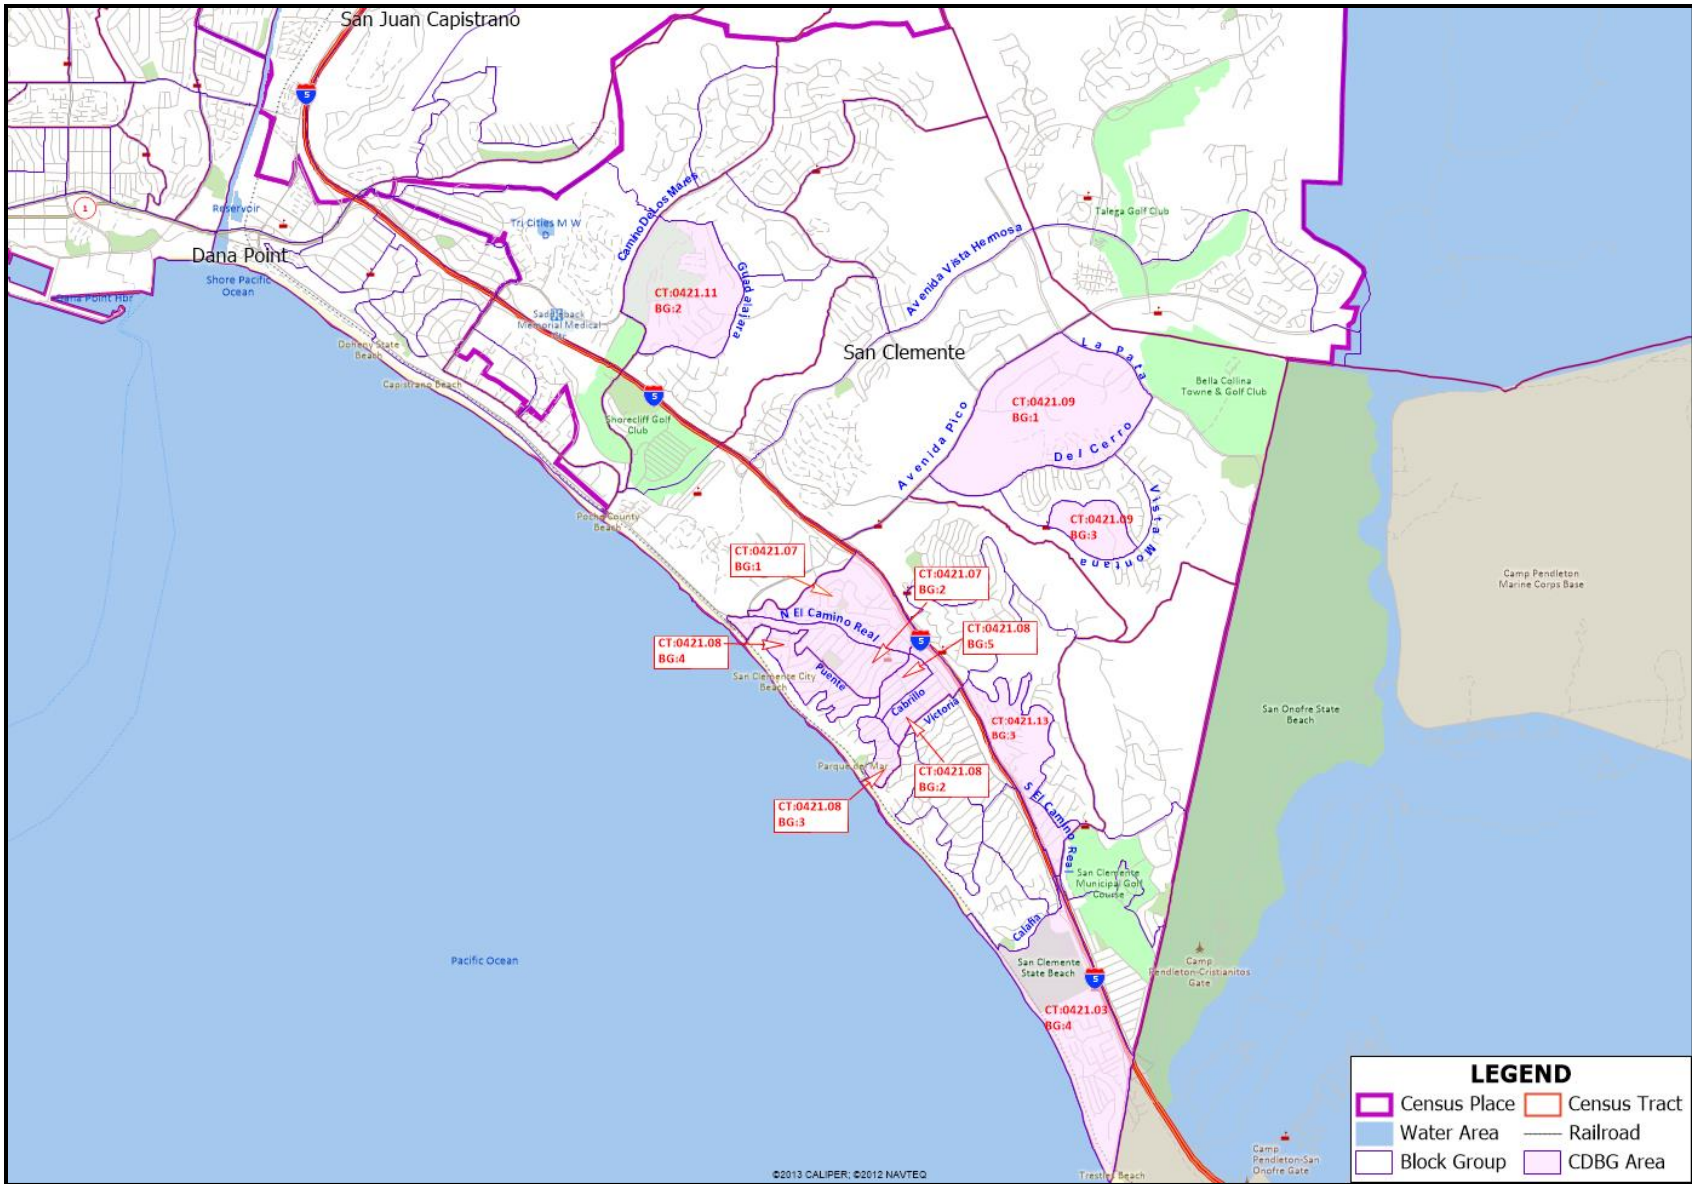 San Juan Capistrano
5
1
Reservoir
Tri Cities M W
D
Camino De Los Mares
Talega Golf Club
Dana Point
Shore Pacific
Ocean
Dana Point Hbr
Avenida Vista Hermosa
Guadalajara
CT:0421.11
BG:2
Saddleback
Memorial Medical
Ctr
Doheny State
Beach
San Clemente
La Pata
Capistrano Beach
Bella Collina
Towne & Golf Club
5
CT:0421.09
BG:1
Shorecliff Golf
Club
Avenida Pico
Del Cerro
Vista Montana
CT:0421.09
BG:3
Poche County
Beach
CT:0421.07
BG:1
CT:0421.07
BG:2
Camp Pendleton
Marine Corps Base
N El Camino Real
5
CT:0421.08
BG:5
CT:0421.08
BG:4
San Clemente City
Beach
Puente
Cabrillo
Victoria
San Onofre State
Beach
CT:0421.13
BG:3
Parque del Mar
CT:0421.08
BG:2
CT:0421.08
BG:3
S El Camino Real
San Clemente
Municipal Golf
Course
Calafia
Pacific Ocean
San Clemente
State Beach
5
Camp
Pendleton-Cristianitos
Gate
CT:0421.03
BG:4
LEGEND
Census Place
Census Tract
Water Area
Railroad
Block Group
CDBG Area
Camp
Pendleton-San
Onofre Gate
Trestles Beach
©2013 CALIPER; ©2012 NAVTEQ